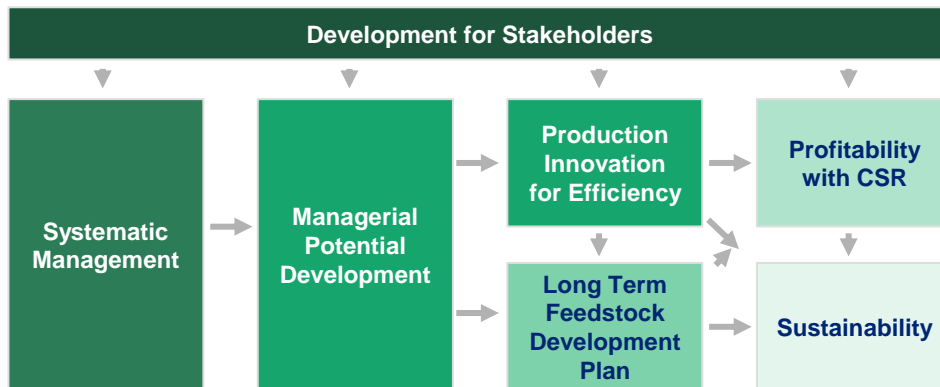 Development for Stakeholders
Systematic
Management
Managerial
Potential
Development
Production
Innovation
for Efficiency
Long Term
Feedstock
Development
Plan
Profitability
with CSR
Sustainability